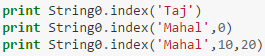 print String0.index('Taj')
print String0.index('Mahal',0)
print String0.index('Mahal',10,20)